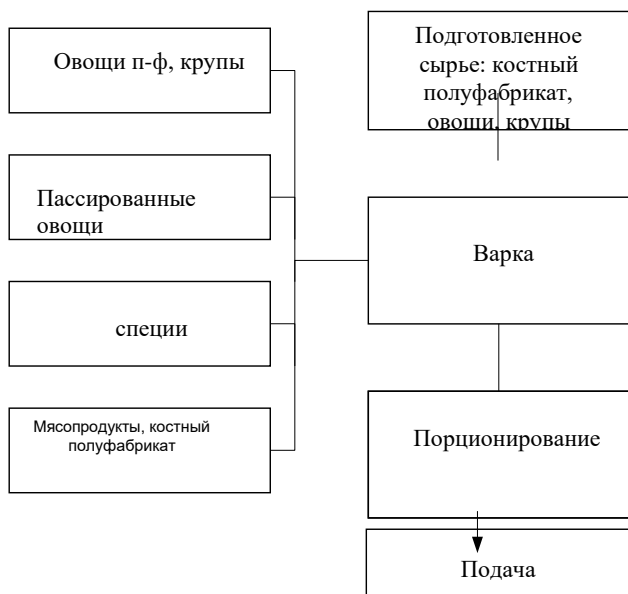 Овощи п-ф, крупы
Пассированные
овощи
специи
Мясопродукты, костный
полуфабрикат
Подготовленное
сырье: костный
полуфабрикат,
овощи, крупы
Варка
Порционирование
Подача